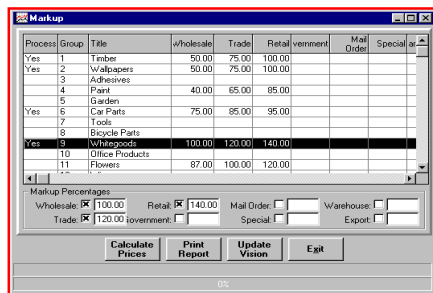 Markup
Process Group Title Wholesale Trade Retail vernment Mail Order Special
Yes 1 Timber 50.00 75.00 100.00
Yes 2 Wallpapers 50.00 75.00 100.00
3 Adhesives
4 Paint 40.00 65.00 85.00
5 Garden
Yes 6 Car Parts 75.00 85.00 95.00
7 Tools
8 Bicycle Parts
Yes 9 Whitegoods 100.00 120.00 140.00
10 Office Products
11 Flowers 87.00 100.00 120.00
Markup Percentages
Wholesale: 100.00 Retail: 140.00 Mail Order: Warehouse:
Trade: 120.00 Government: Special: Export:
Calculate Prices Print Report Update Vision Exit
0%